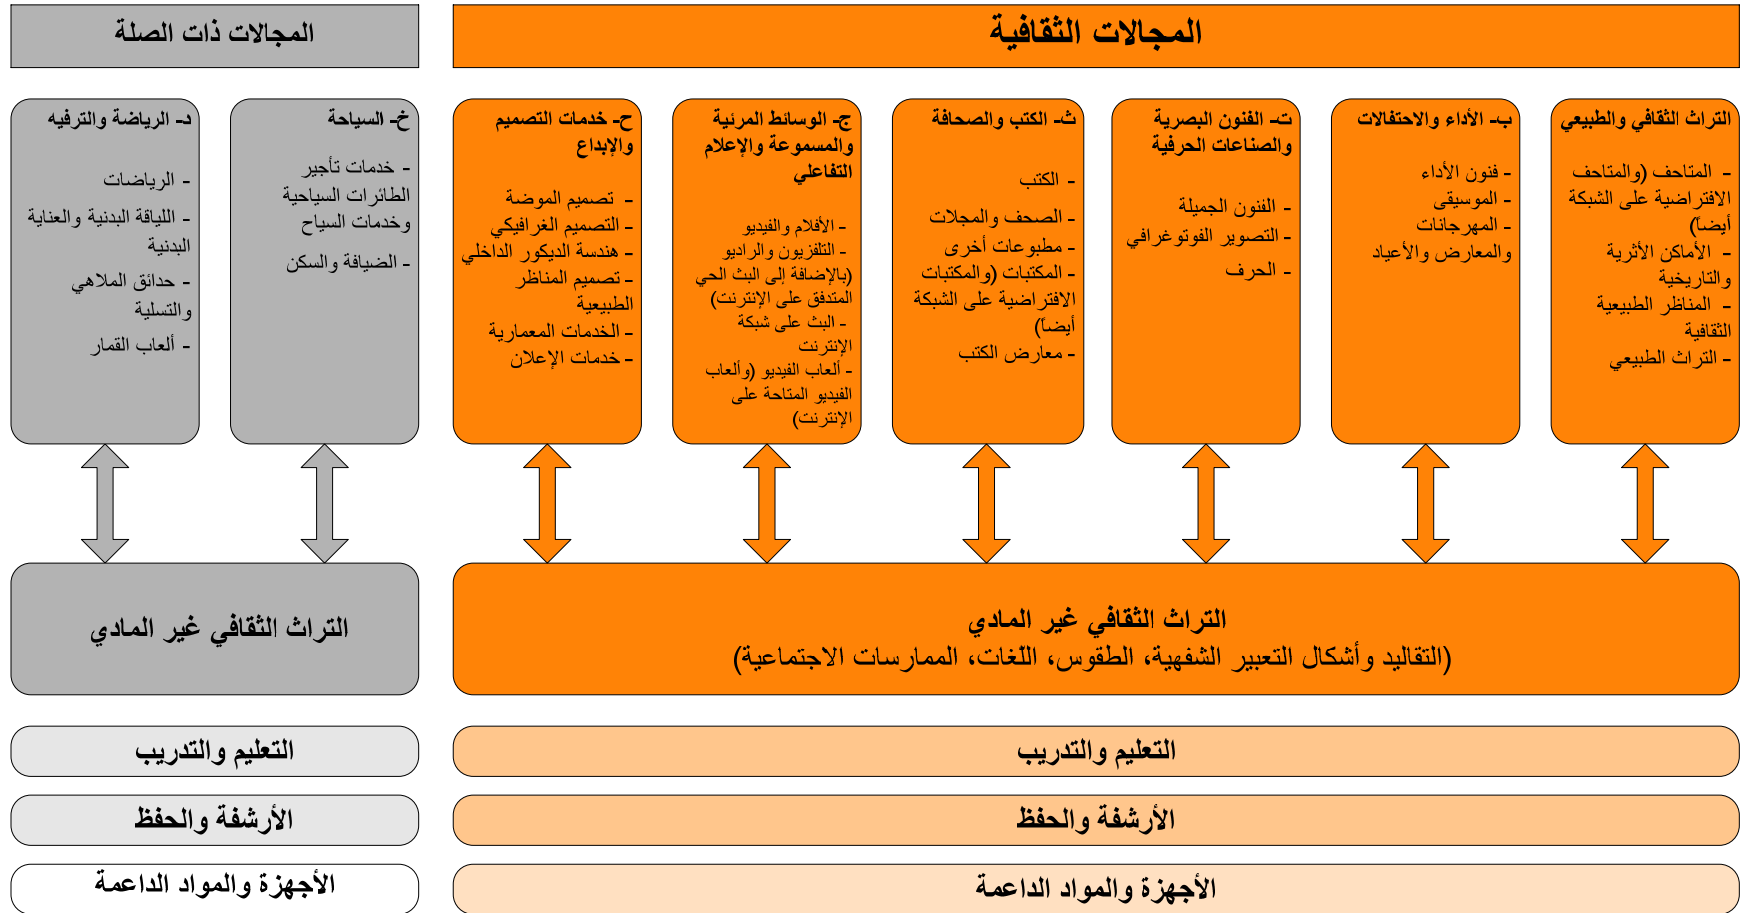 المجالات الثقافية
المجالات ذات الصلة
التراث الثقافي والطبيعي
- المتاحف (والمتاحف
الافتراضية على الشبكة
أيضاً)
- الأماكن الأثرية
والتاريخية
- المناظر الطبيعية
الثقافية
- التراث الطبيعي
ب- الأداء والاحتفالات
- فنون الأداء
- الموسيقى
- المهرجانات
والمعارض والأعياد
ت- الفنون البصرية
والصناعات الحرفية
- الفنون الجميلة
- التصوير الفوتوغرافي
- الحرف
ث- الكتب والصحافة
- الكتب
- الصحف والمجلات
- مطبوعات أخرى
- المكتبات (والمكتبات
الافتراضية على الشبكة
أيضاً)
- معارض الكتب
ج- الوسائط المرئية
والمسموعة والإعلام
التفاعلي
- الأفلام والفيديو
- التلفزيون والراديو
(بالإضافة إلى البث الحي
المتدفق على الإنترنت)
- البث على شبكة
الإنترنت
- ألعاب الفيديو (وألعاب
الفيديو المتاحة على
الإنترنت)
ح- خدمات التصميم
والإبداع
- تصميم الموضة
- التصميم الغرافيكي
- هندسة الديكور الداخلي
- تصميم المناظر
الطبيعية
- الخدمات المعمارية
- خدمات الإعلان
خ- السياحة
- خدمات تأجير
الطائرات السياحية
وخدمات السياح
- الضيافة والسكن
د- الرياضة والترفيه
- الرياضات
- اللياقة البدنية والعناية
البدنية
- حدائق الملاهي
والتسلية
- ألعاب القمار
التراث الثقافي غير المادي
(التقاليد وأشكال التعبير الشفهية، الطقوس، اللّغات، الممارسات الاجتماعية)
التراث الثقافي غير المادي
التعليم والتدريب
التعليم والتدريب
الأرشفة والحفظ
الأرشفة والحفظ
الأجهزة والمواد الداعمة
الأجهزة والمواد الداعمة